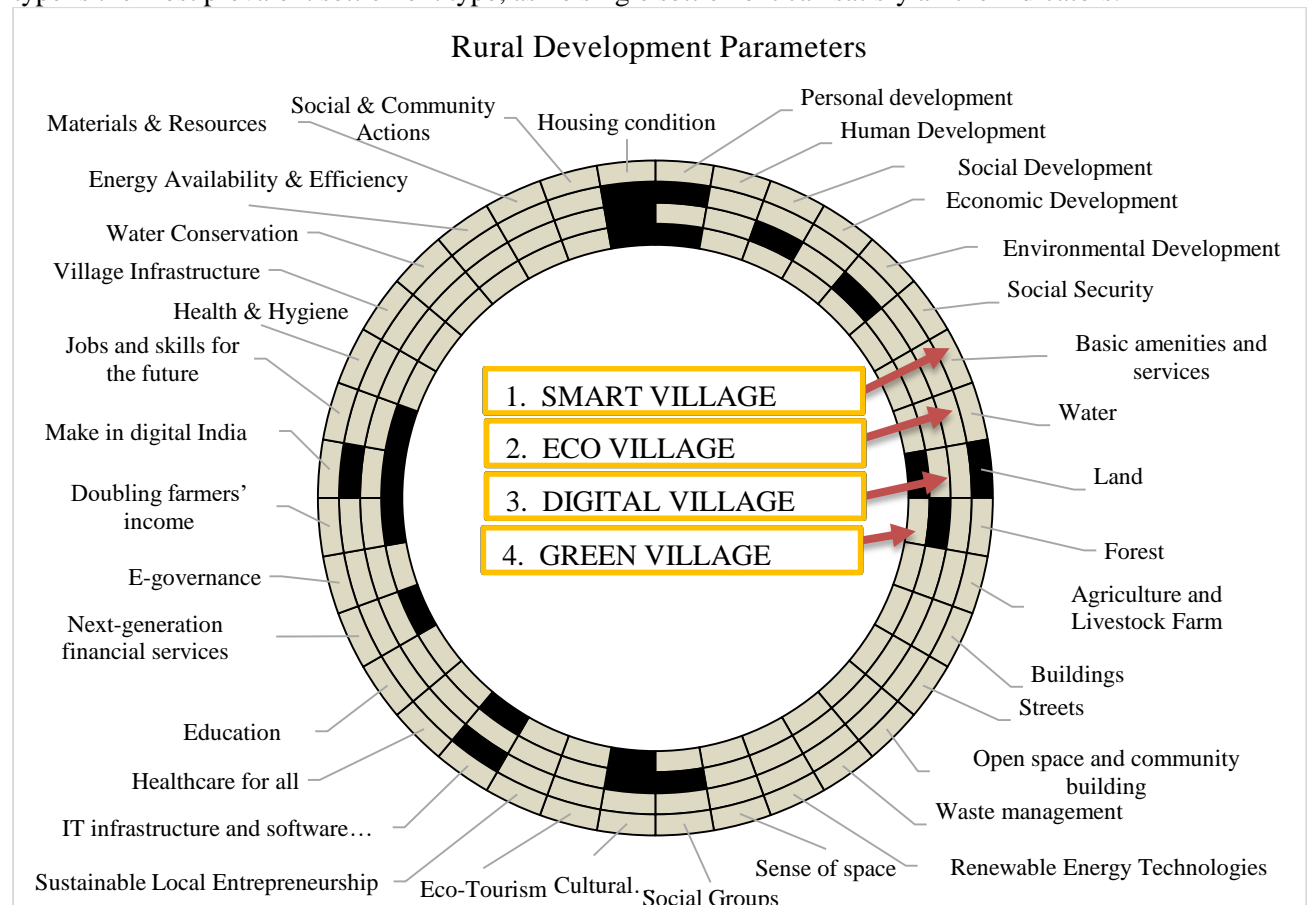 Rural Development Parameters
Social & Community
Actions
Materials & Resources
Housing condition
Personal development
Human Development
Energy Availability & Efficiency
Social Development
Economic Development
Water Conservation
Environmental Development
Village Infrastructure
Social Security
Health & Hygiene
Jobs and skills for
the future
Basic amenities and
services
1. SMART VILLAGE
Water
Make in digital India
2. ECO VILLAGE
Land
Doubling farmers'
income
3. DIGITAL VILLAGE
4. GREEN VILLAGE
Forest
E-governance
Agriculture and
Livestock Farm
Next-generation
financial services
Buildings
Streets
Education
Open space and community
building
Healthcare for all
Waste management
IT infrastructure and software…
Sense of space
Renewable Energy Technologies
Sustainable Local Entrepreneurship
Eco-Tourism
Cultural…
Social Groups